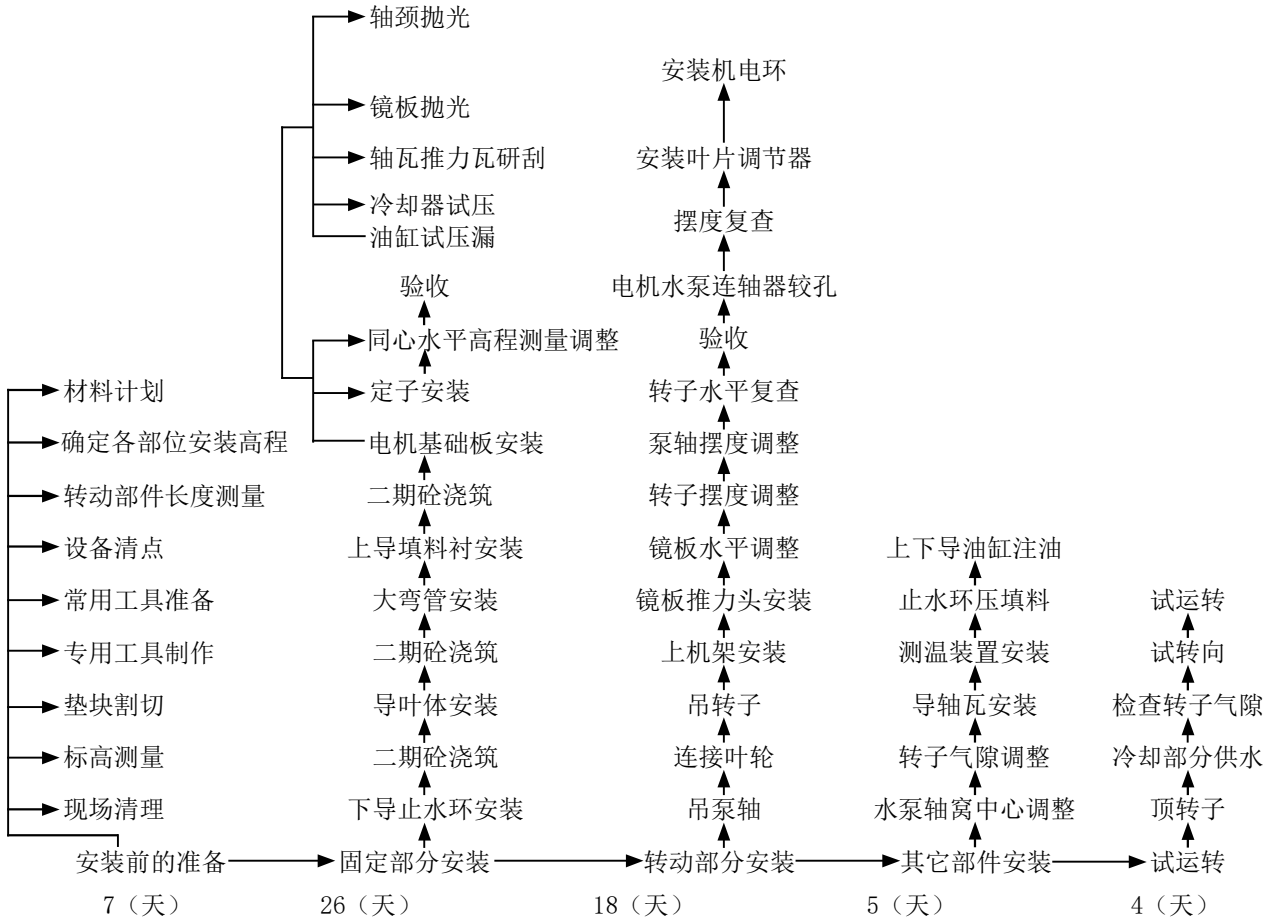 轴颈抛光
镜板抛光
轴瓦推力瓦研刮
冷却器试压
油缸试压漏
验收
同心水平高程测量调整
定子安装
电机基础板安装
二期砼浇筑
上导填料衬安装
大弯管安装
二期砼浇筑
导叶体安装
二期砼浇筑
下导止水环安装
固定部分安装
26（天）
材料计划
确定各部位安装高程
转动部件长度测量
设备清点
常用工具准备
专用工具制作
垫块割切
标高测量
现场清理
安装前的准备
7（天）
安装机电环
安装叶片调节器
摆度复查
电机水泵连轴器较孔
验收
转子水平复查
泵轴摆度调整
转子摆度调整
镜板水平调整
镜板推力头安装
上机架安装
吊转子
连接叶轮
吊泵轴
转动部分安装
18（天）
上下导油缸注油
止水环压填料
测温装置安装
导轴瓦安装
转子气隙调整
水泵轴窝中心调整
其它部件安装
5（天）
试运转
试转向
检查转子气隙
冷却部分供水
顶转子
试运转
4（天）